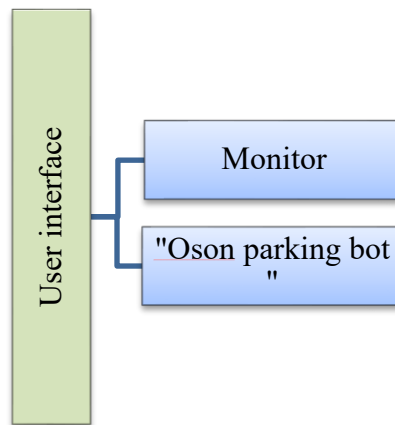 User interface
Monitor
"Oson parking bot
"